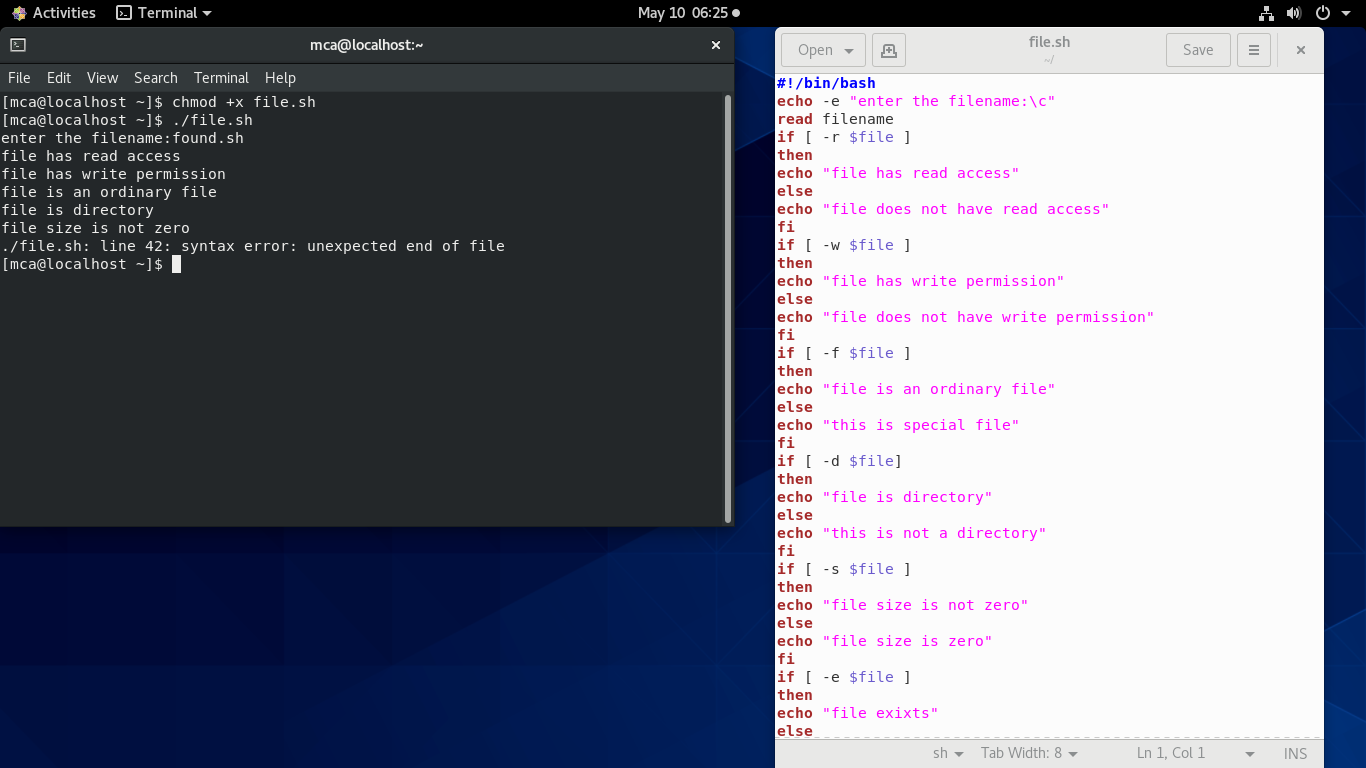 Activities Terminal May 10 06:25
mca@localhost:~
File Edit View Search Terminal Help
[mca@localhost ~]$ chmod +x file.sh
[mca@localhost ~]$ ./file.sh
enter the filename:found.sh
file has read access
file has write permission
file is an ordinary file
file is directory
file size is not zero
./file.sh: line 42: syntax error: unexpected end of file
[mca@localhost ~]$
Open file.sh Save
~/
#!/bin/bash
echo -e "enter the filename:\c"
read filename
if [ -r $file ]
then
echo "file has read access"
else
echo "file does not have read access"
fi
if [ -w $file ]
then
echo "file has write permission"
else
echo "file does not have write permission"
fi
if [ -f $file ]
then
echo "file is an ordinary file"
else
echo "this is special file"
fi
if [ -d $file]
then
echo "file is directory"
else
echo "this is not a directory"
fi
if [ -s $file ]
then
echo "file size is not zero"
else
echo "file size is zero"
fi
if [ -e $file ]
then
echo "file exixts"
else
sh Tab Width: 8 Ln 1, Col 1 INS